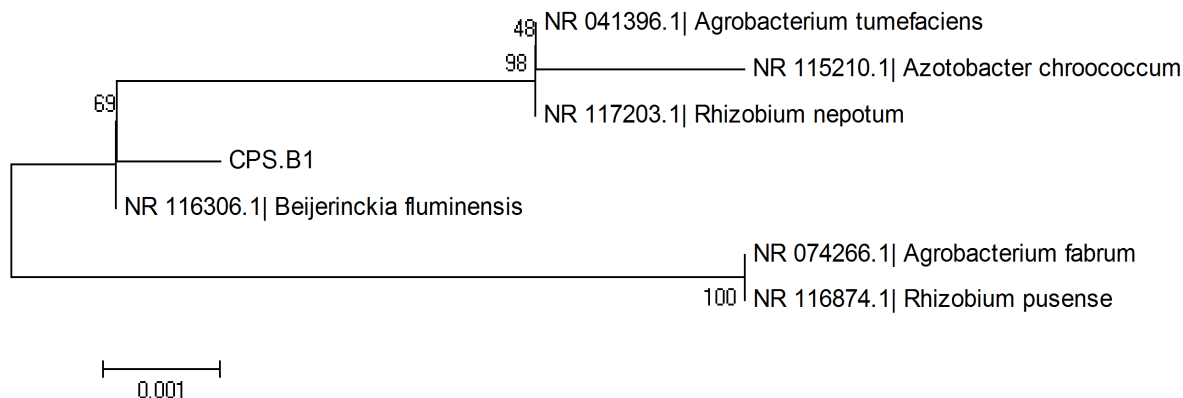 NR 041396.1| Agrobacterium tumefaciens
48
98
NR 115210.1| Azotobacter chroococcum
69
NR 117203.1| Rhizobium nepotum
CPS.B1
NR 116306.1| Beijerinckia fluminensis
NR 074266.1| Agrobacterium fabrum
100
NR 116874.1| Rhizobium pusense
0.001